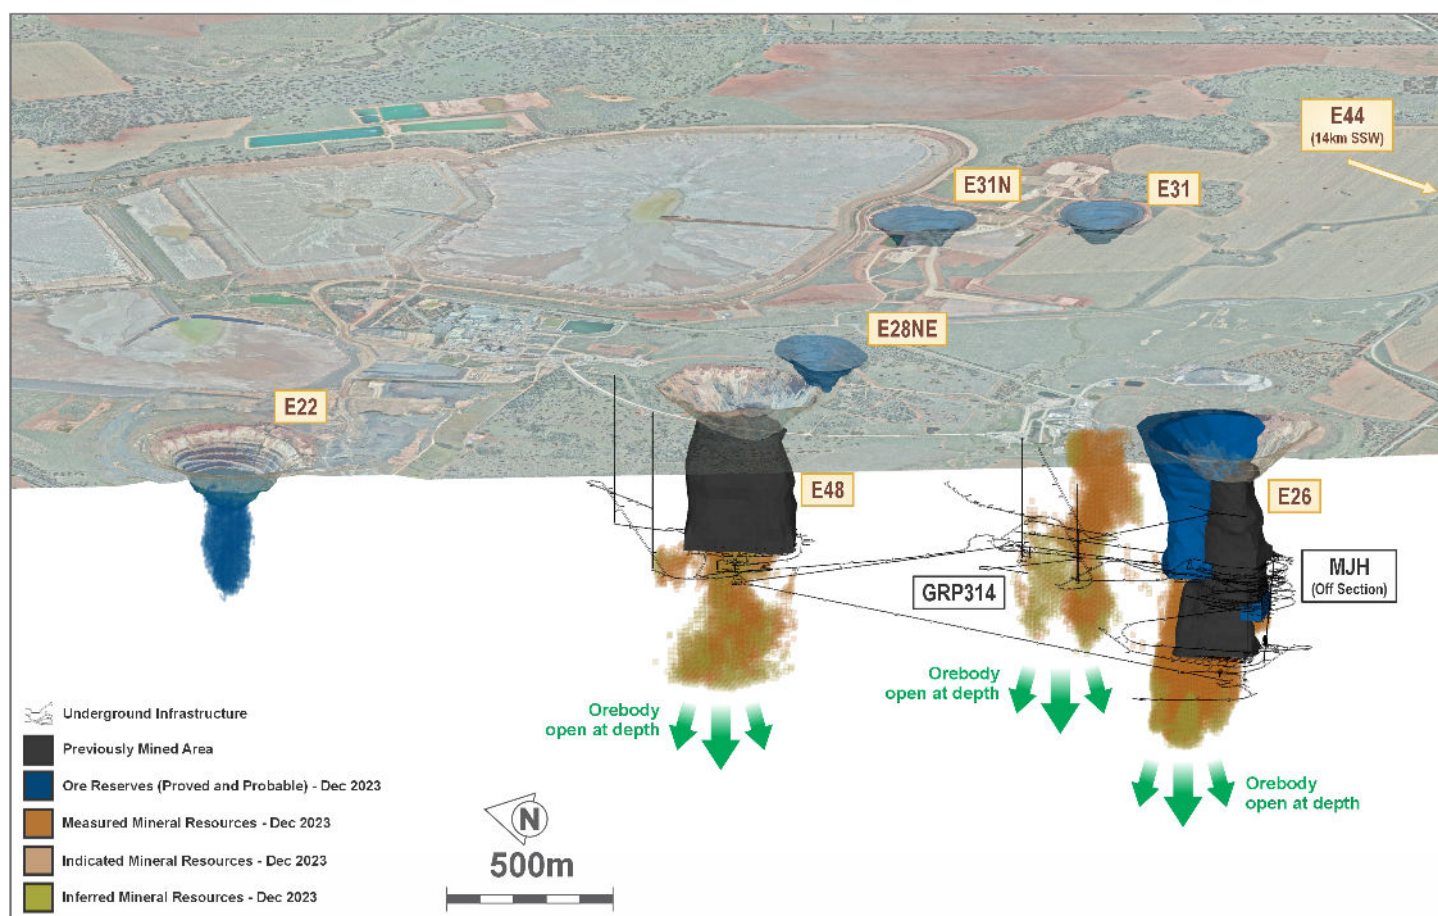 E44
(14km SSW)
E31N
E31
E28NE
E22
E48
E26
GRP314
MJH
(Off Section)
Orebody
open at depth
Orebody
open at depth
Orebody
open at depth
Underground Infrastructure
Previously Mined Area
Ore Reserves (Proved and Probable) - Dec 2023
Measured Mineral Resources - Dec 2023
Indicated Mineral Resources - Dec 2023
Inferred Mineral Resources - Dec 2023
N
500m